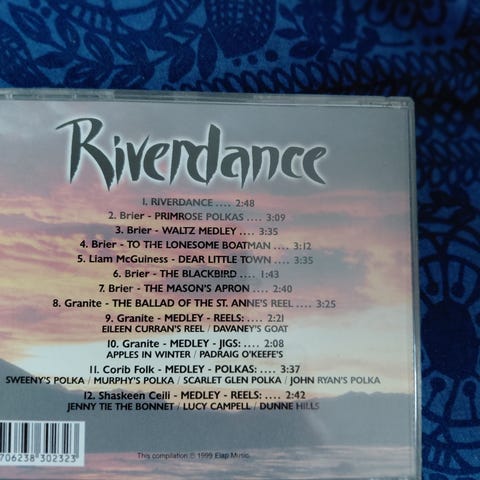 Riverdance
1. RIVERDANCE .... 2:48
2. Brier - PRIMROSE POLKAS .... 3:09
3. Brier - WALTZ MEDLEY .... 3:35
4. Brier - TO THE LONESOME BOATMAN .... 3:12
5. Liam McGuiness - DEAR LITTLE TOWN .... 3:35
6. Brier - THE BLACKBIRD .... 1:43
7. Brier - THE MASON'S APRON .... 2:40
8. Granite - THE BALLAD OF THE ST. ANNE'S REEL .... 3:25
9. Granite - MEDLEY - REELS: .... 2:21
EILEEN CURRAN'S REEL / DAVANEY'S GOAT
10. Granite - MEDLEY - JIGS: .... 2:08
APPLES IN WINTER / PADRAIG O'KEEFE'S
11. Corib Folk - MEDLEY - POLKAS: .... 3:37
SWEENY'S POLKA / MURPHY'S POLKA / SCARLET GLEN POLKA / JOHN RYAN'S POLKA
12. Shaskeen Ceili - MEDLEY - REELS: .... 2:42
JENNY TIE THE BONNET / LUCY CAMPELL / DUNNE HILLS
706238 302323
This compilation ℗ 1999 Elap Music